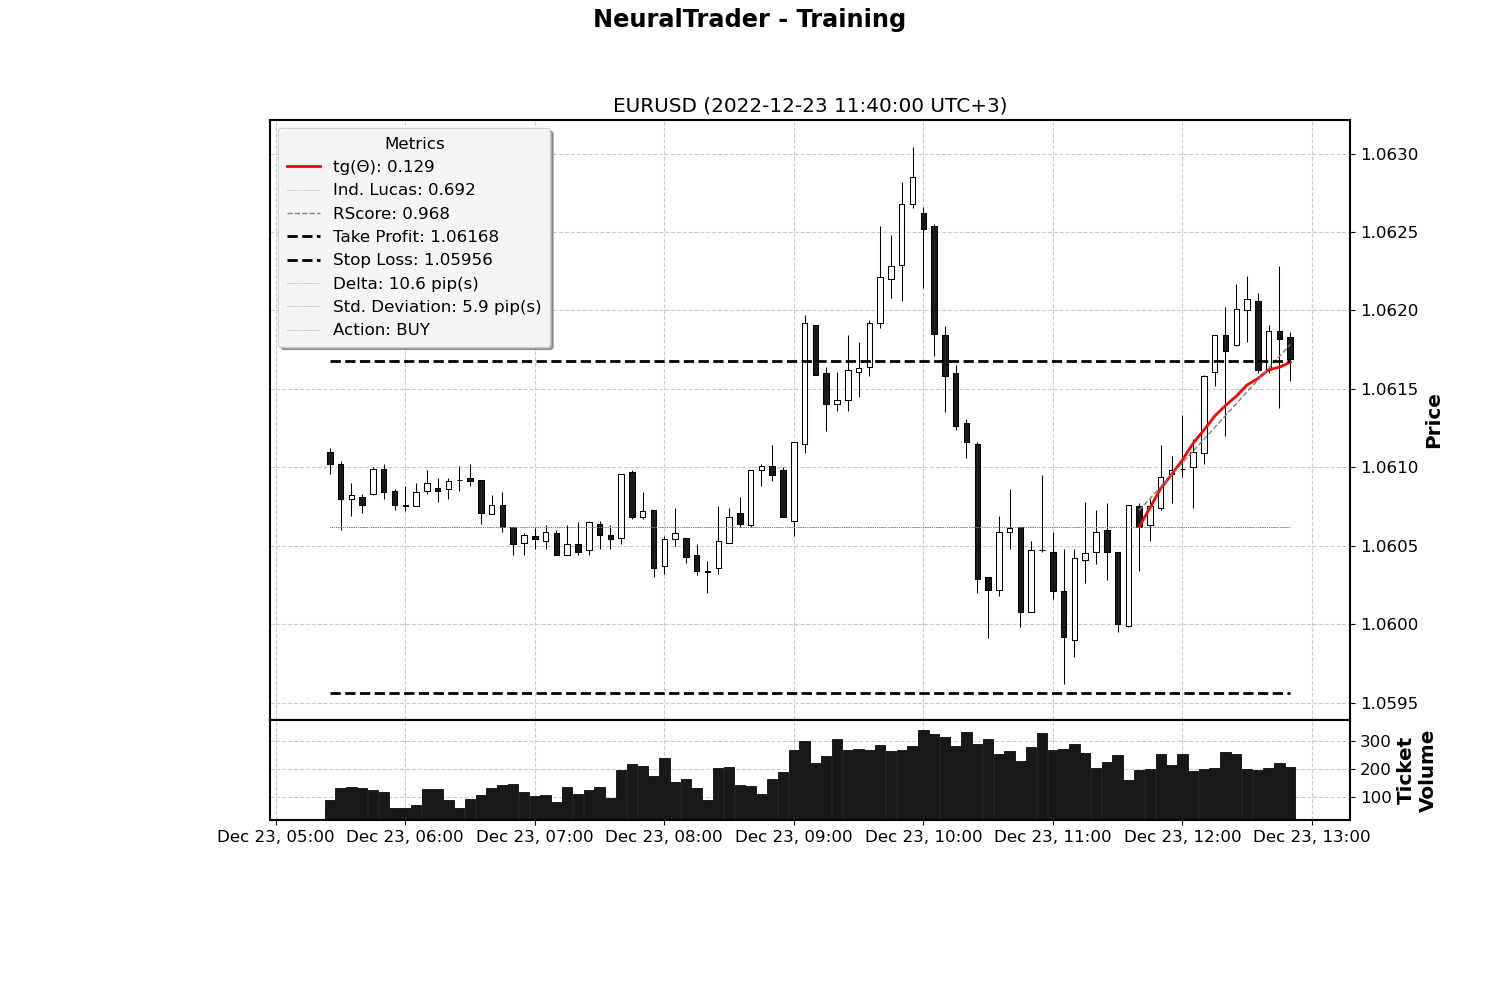 NeuralTrader - Training
EURUSD (2022-12-23 11:40:00 UTC+3)
Metrics
tg(Θ): 0.129
Ind. Lucas: 0.692
RScore: 0.968
Take Profit: 1.06168
Stop Loss: 1.05956
Delta: 10.6 pip(s)
Std. Deviation: 5.9 pip(s)
Action: BUY
1.0630
1.0625
1.0620
1.0615
1.0610
1.0605
1.0600
1.0595
Price
300
200
100
Ticket
Volume
Dec 23, 05:00 Dec 23, 06:00 Dec 23, 07:00 Dec 23, 08:00 Dec 23, 09:00 Dec 23, 10:00 Dec 23, 11:00 Dec 23, 12:00 Dec 23, 13:00